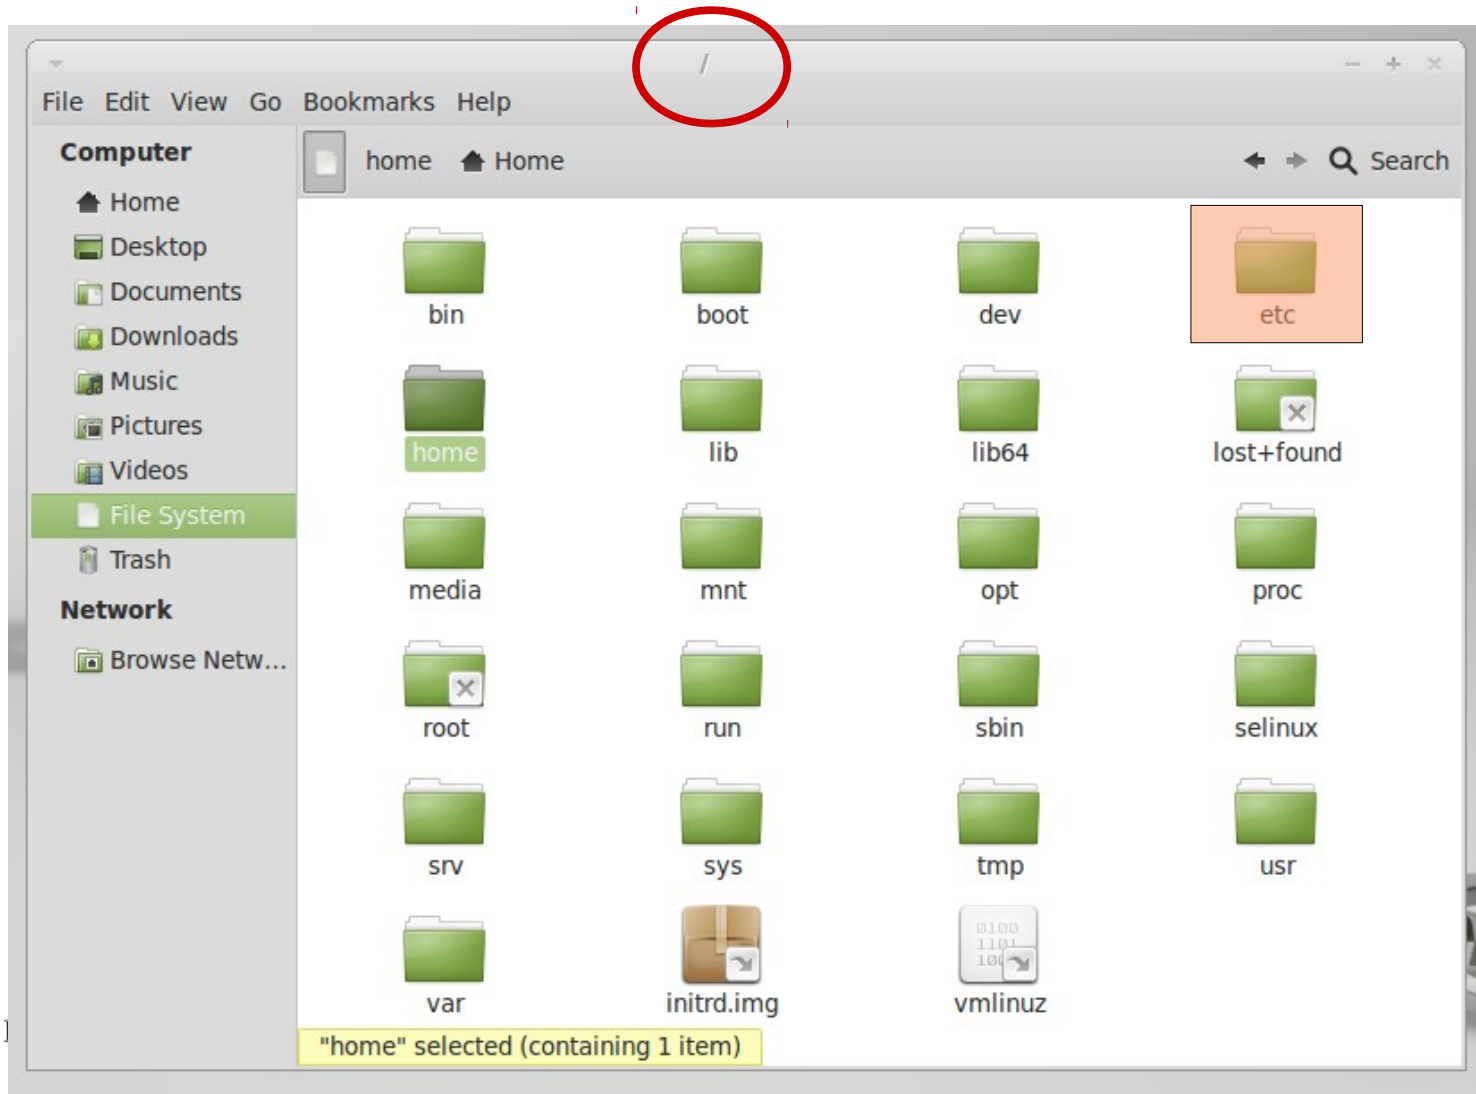 /
File Edit View Go Bookmarks Help
Computer
Home
Desktop
Documents
Downloads
Music
Pictures
Videos
File System
Trash
Network
Browse Netw...
home Home Search
bin boot dev etc
home lib lib64 lost+found
media mnt opt proc
root run sbin selinux
srv sys tmp usr
var initrd.img vmlinuz
"home" selected (containing 1 item)